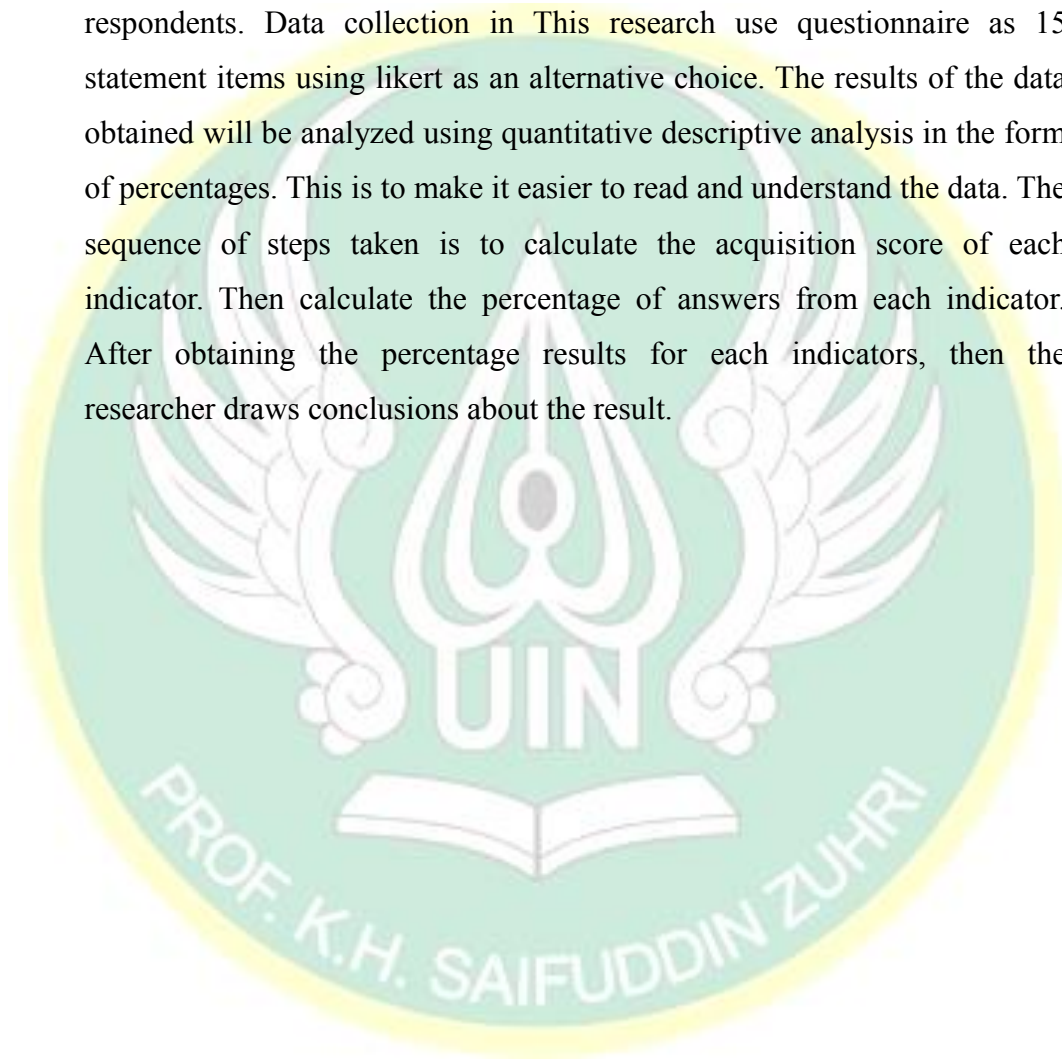 respondents. Data collection in This research use questionnaire as 15
statement items using likert as an alternative choice. The results of the data
obtained will be analyzed using quantitative descriptive analysis in the form
of percentages. This is to make it easier to read and understand the data. The
sequence of steps taken is to calculate the acquisition score of each
indicator. Then calculate the percentage of answers from each indicator.
After obtaining the percentage results for each indicators, then the
researcher draws conclusions about the result.
UIN
PROF. K.H. SAIFUDDIN ZUHRI